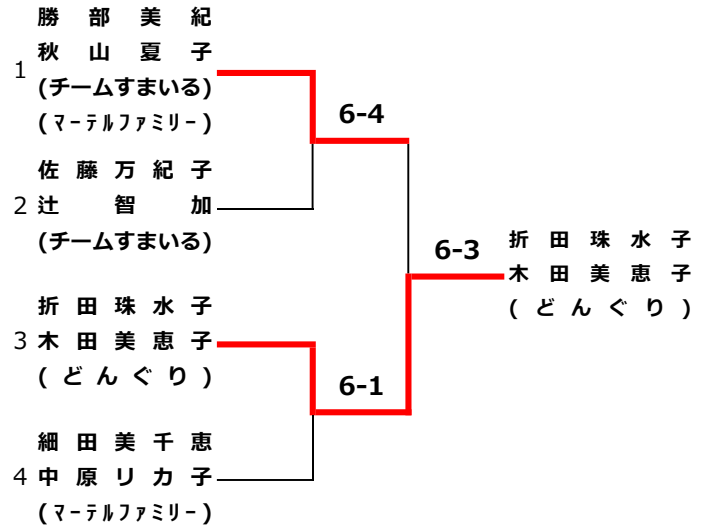 勝部美紀
1 秋山夏子
(チームすまいる)
(ﾏｰﾃﾙﾌｧﾐﾘｰ)
6-4
佐藤万紀子
2 辻智加
(チームすまいる)
6-3
折田珠水子
木田美恵子
(どんぐり)
折田珠水子
3 木田美恵子
(どんぐり)
6-1
細田美千恵
4 中原リカ子
(ﾏｰﾃﾙﾌｧﾐﾘｰ)